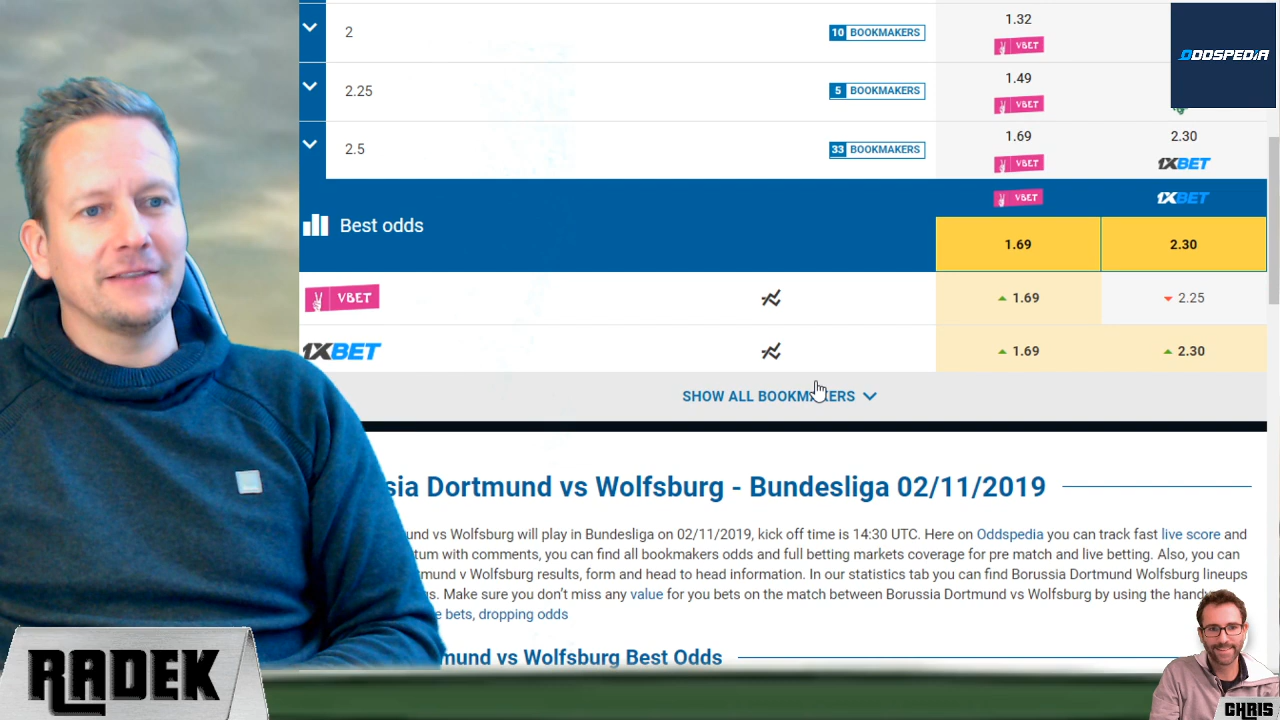 2
10 BOOKMAKERS
1.32
VBET
ODDSPEDIA
2.25
5 BOOKMAKERS
1.49
VBET
2.5
33 BOOKMAKERS
1.69
2.30
VBET
1XBET
VBET
1XBET
Best odds
1.69
2.30
VBET
1.69
2.25
1XBET
1.69
2.30
SHOW ALL BOOKMAKERS
sia Dortmund vs Wolfsburg - Bundesliga 02/11/2019
und vs Wolfsburg will play in Bundesliga on 02/11/2019, kick off time is 14:30 UTC. Here on Oddspedia you can track fast live score and
tum with comments, you can find all bookmakers odds and full betting markets coverage for pre match and live betting. Also, you can
mund v Wolfsburg results, form and head to head information. In our statistics tab you can find Borussia Dortmund Wolfsburg lineups
gs. Make sure you don't miss any value for you bets on the match between Borussia Dortmund vs Wolfsburg by using the handy
e bets, dropping odds
mund vs Wolfsburg Best Odds
RADEK
CHRIS